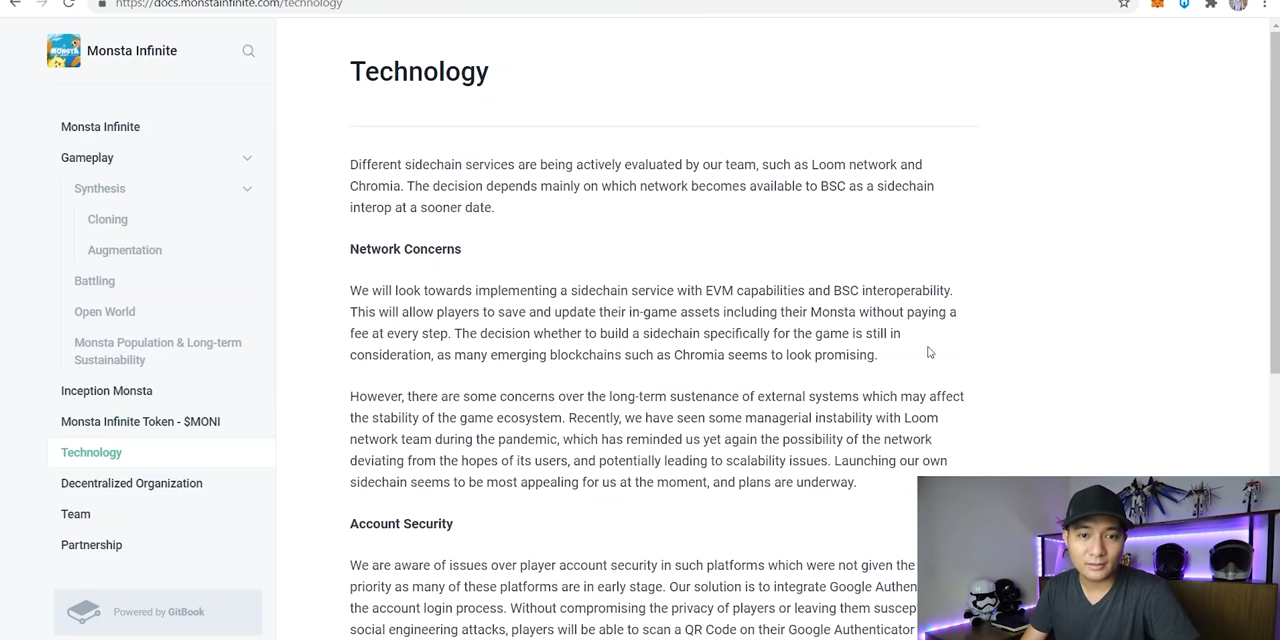 https://docs.monstainfinite.com/technology
MONSTA
Monsta Infinite
Monsta Infinite
Gameplay
Synthesis
Cloning
Augmentation
Battling
Open World
Monsta Population & Long-term
Sustainability
Inception Monsta
Monsta Infinite Token - $MONI
Technology
Decentralized Organization
Team
Partnership
Powered by GitBook
Technology
Different sidechain services are being actively evaluated by our team, such as Loom network and
Chromia. The decision depends mainly on which network becomes available to BSC as a sidechain
interop at a sooner date.
Network Concerns
We will look towards implementing a sidechain service with EVM capabilities and BSC interoperability.
This will allow players to save and update their in-game assets including their Monsta without paying a
fee at every step. The decision whether to build a sidechain specifically for the game is still in
consideration, as many emerging blockchains such as Chromia seems to look promising.
However, there are some concerns over the long-term sustenance of external systems which may affect
the stability of the game ecosystem. Recently, we have seen some managerial instability with Loom
network team during the pandemic, which has reminded us yet again the possibility of the network
deviating from the hopes of its users, and potentially leading to scalability issues. Launching our own
sidechain seems to be most appealing for us at the moment, and plans are underway.
Account Security
We are aware of issues over player account security in such platforms which were not given the
priority as many of these platforms are in early stage. Our solution is to integrate Google Authen
the account login process. Without compromising the privacy of players or leaving them suscep
social engineering attacks, players will be able to scan a QR Code on their Google Authenticator